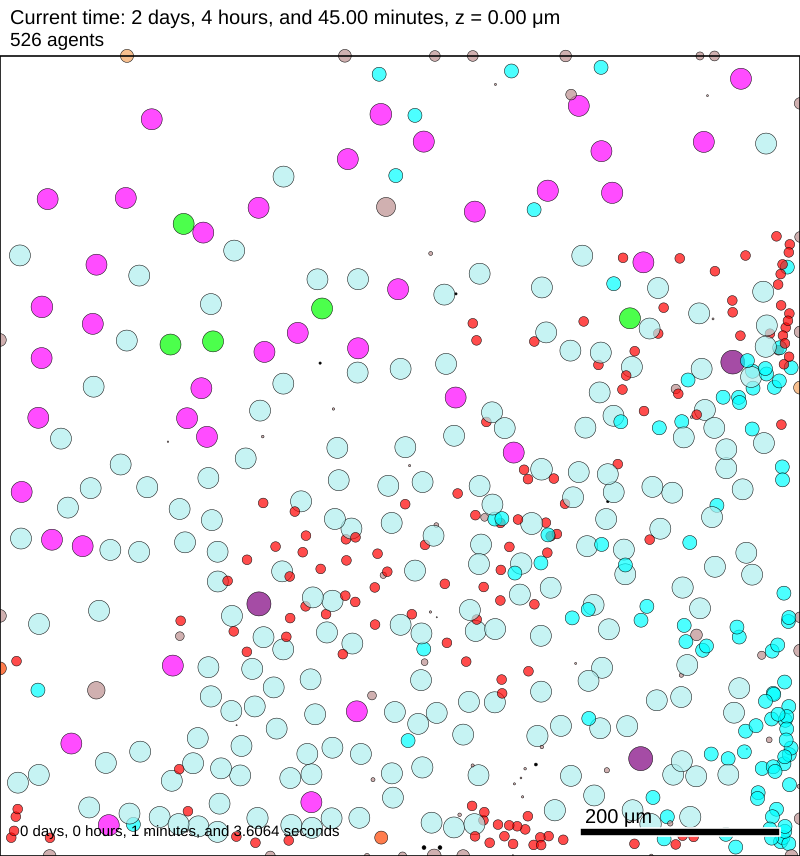 Current time: 2 days, 4 hours, and 45.00 minutes, z = 0.00 μm
526 agents
200 μm
0 days, 0 hours, 1 minutes, and 3.6064 seconds